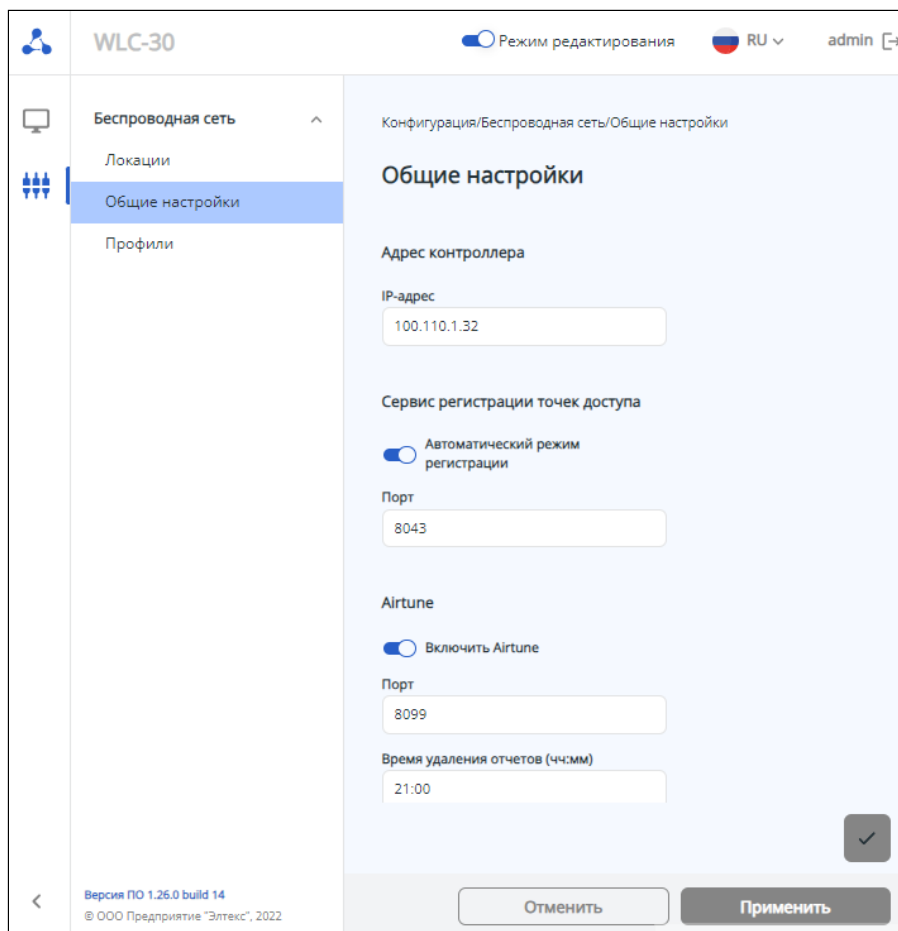 WLC-30
Режим редактирования
RU
admin
Беспроводная сеть
Локации
Общие настройки
Профили
Конфигурация/Беспроводная сеть/Общие настройки
Общие настройки
Адрес контроллера
IP-адрес
100.110.1.32
Сервис регистрации точек доступа
Автоматический режим
регистрации
Порт
8043
Airtune
Включить Airtune
Порт
8099
Время удаления отчетов (чч:мм)
21:00
Версия ПО 1.26.0 build 14
© ООО Предприятие "Элтекс", 2022
Отменить
Применить